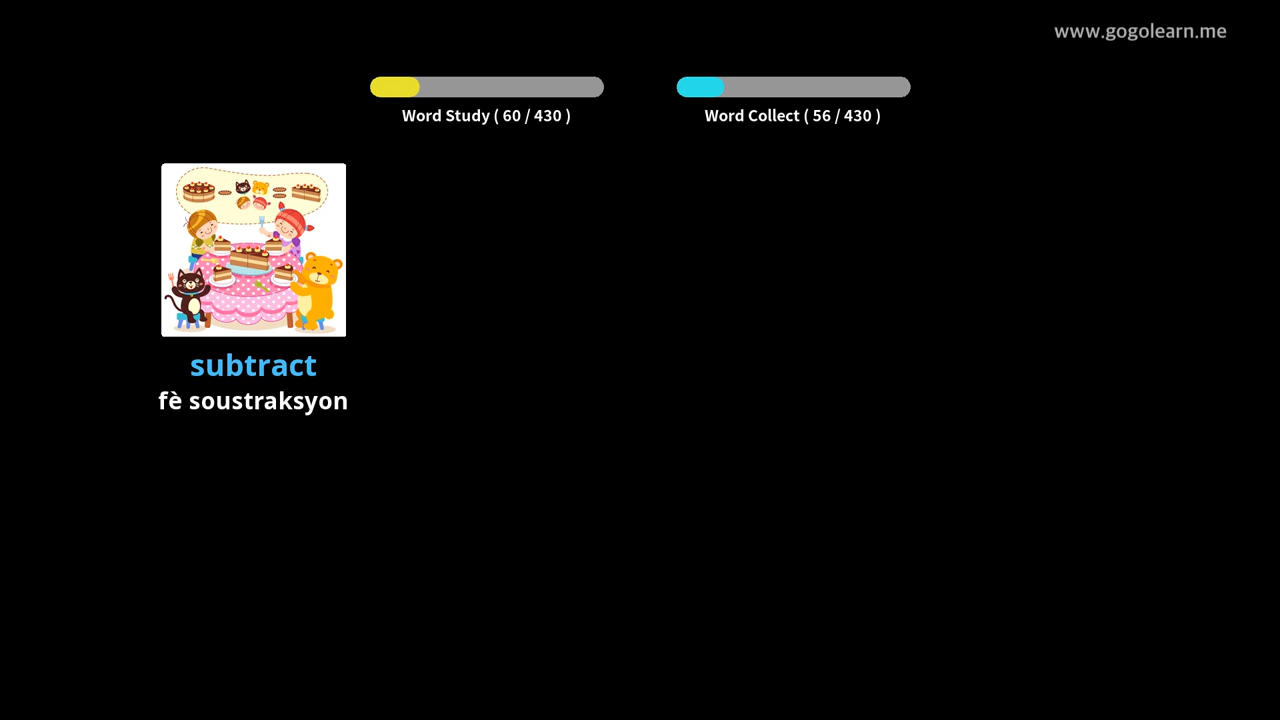 www.gogolearn.me
Word Study ( 60 / 430 )
Word Collect ( 56 / 430 )
subtract
fè soustraksyon